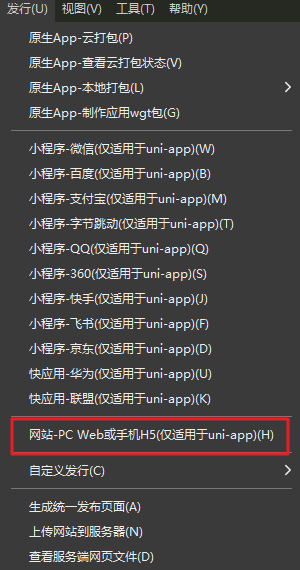 发行(U) 视图(V) 工具(T) 帮助(Y)
原生App-云打包(P)
原生App-查看云打包状态(V)
原生App-本地打包(L)
原生App-制作应用wgt包(G)
小程序-微信(仅适用于uni-app)(W)
小程序-百度(仅适用于uni-app)(B)
小程序-支付宝(仅适用于uni-app)(M)
小程序-字节跳动(仅适用于uni-app)(T)
小程序-QQ(仅适用于uni-app)(Q)
小程序-360(仅适用于uni-app)(S)
小程序-快手(仅适用于uni-app)(J)
小程序-飞书(仅适用于uni-app)(F)
小程序-京东(仅适用于uni-app)(D)
快应用-华为(仅适用于uni-app)(U)
快应用-联盟(仅适用于uni-app)(K)
网站-PC Web或手机H5(仅适用于uni-app)(H)
自定义发行(C)
生成统一发布页面(A)
上传网站到服务器(N)
查看服务端网页文件(D)